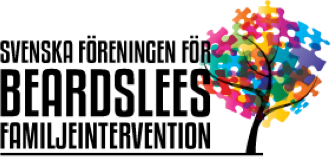 SVENSKA FÖRENINGEN FÖR
BEARDSLEES
FAMILJEINTERVENTION